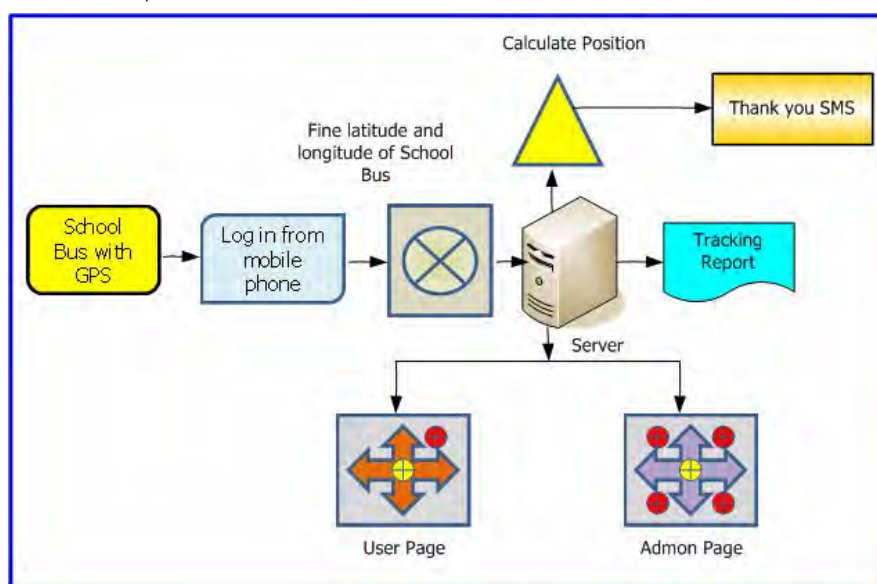 Calculate Position
Thank you SMS
Fine latitude and
longitude of School
Bus
School
Bus with
GPS
Log in from
mobile
phone
Tracking
Report
Server
User Page
Admon Page